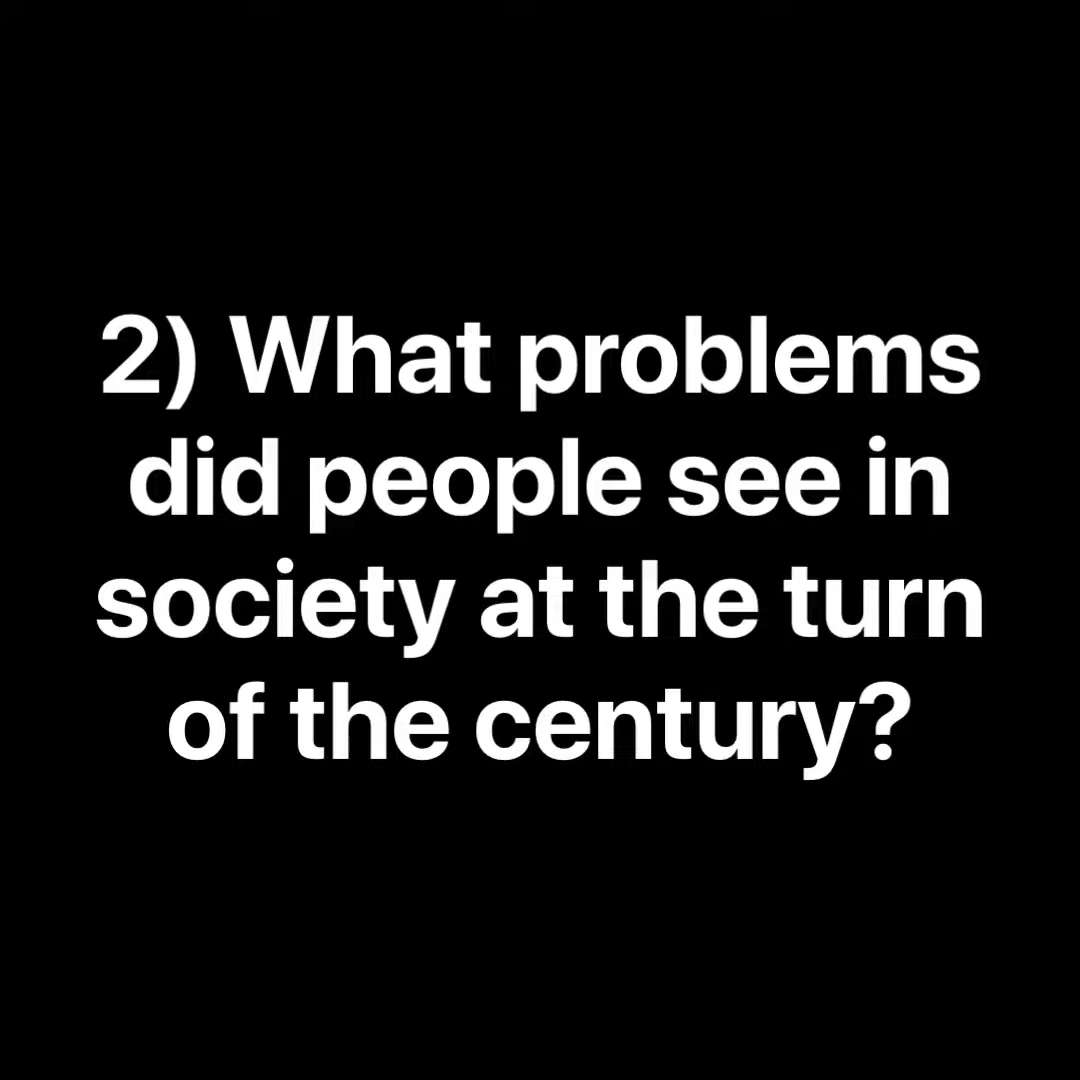 2) What problems
did people see in
society at the turn
of the century?